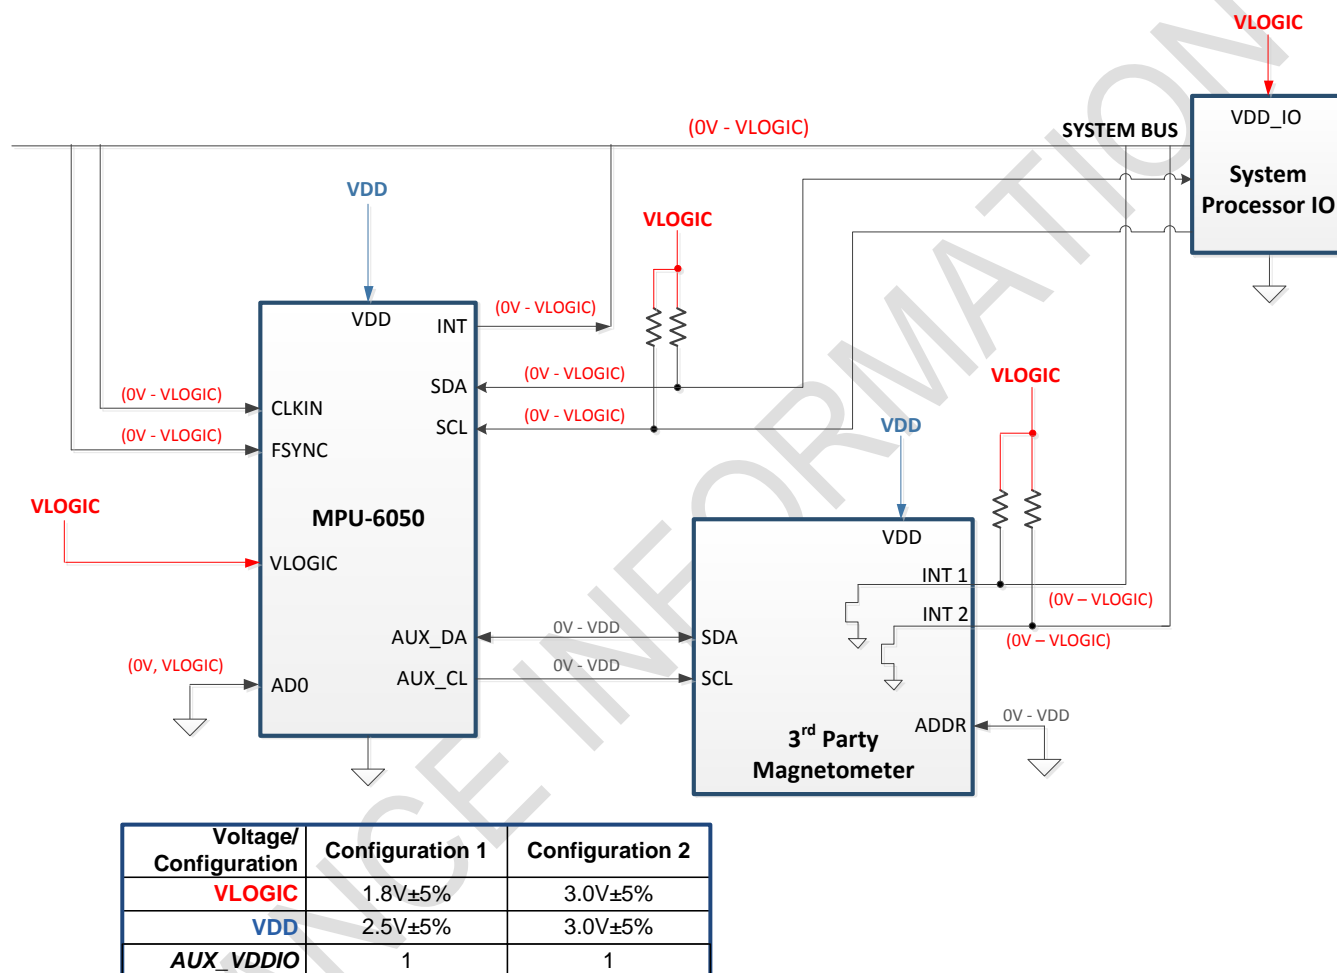 VLOGIC
VDD_IO
System
Processor IO
(0V - VLOGIC)
SYSTEM BUS
VDD
VLOGIC
VDD
INT
(0V - VLOGIC)
SDA
(0V - VLOGIC)
SCL
(0V - VLOGIC)
(0V - VLOGIC)
CLKIN
(0V - VLOGIC)
FSYNC
MPU-6050
VLOGIC
VLOGIC
AUX_DA
0V - VDD
AUX_CL
0V - VDD
(0V, VLOGIC)
AD0
VLOGIC
VDD
VDD
INT 1
(0V – VLOGIC)
INT 2
(0V – VLOGIC)
SDA
SCL
ADDR
0V - VDD
3rd Party
Magnetometer
Voltage/
Configuration
Configuration 1
Configuration 2
VLOGIC
1.8V±5%
3.0V±5%
VDD
2.5V±5%
3.0V±5%
AUX_VDDIO
1
1
NCE INFORMATION